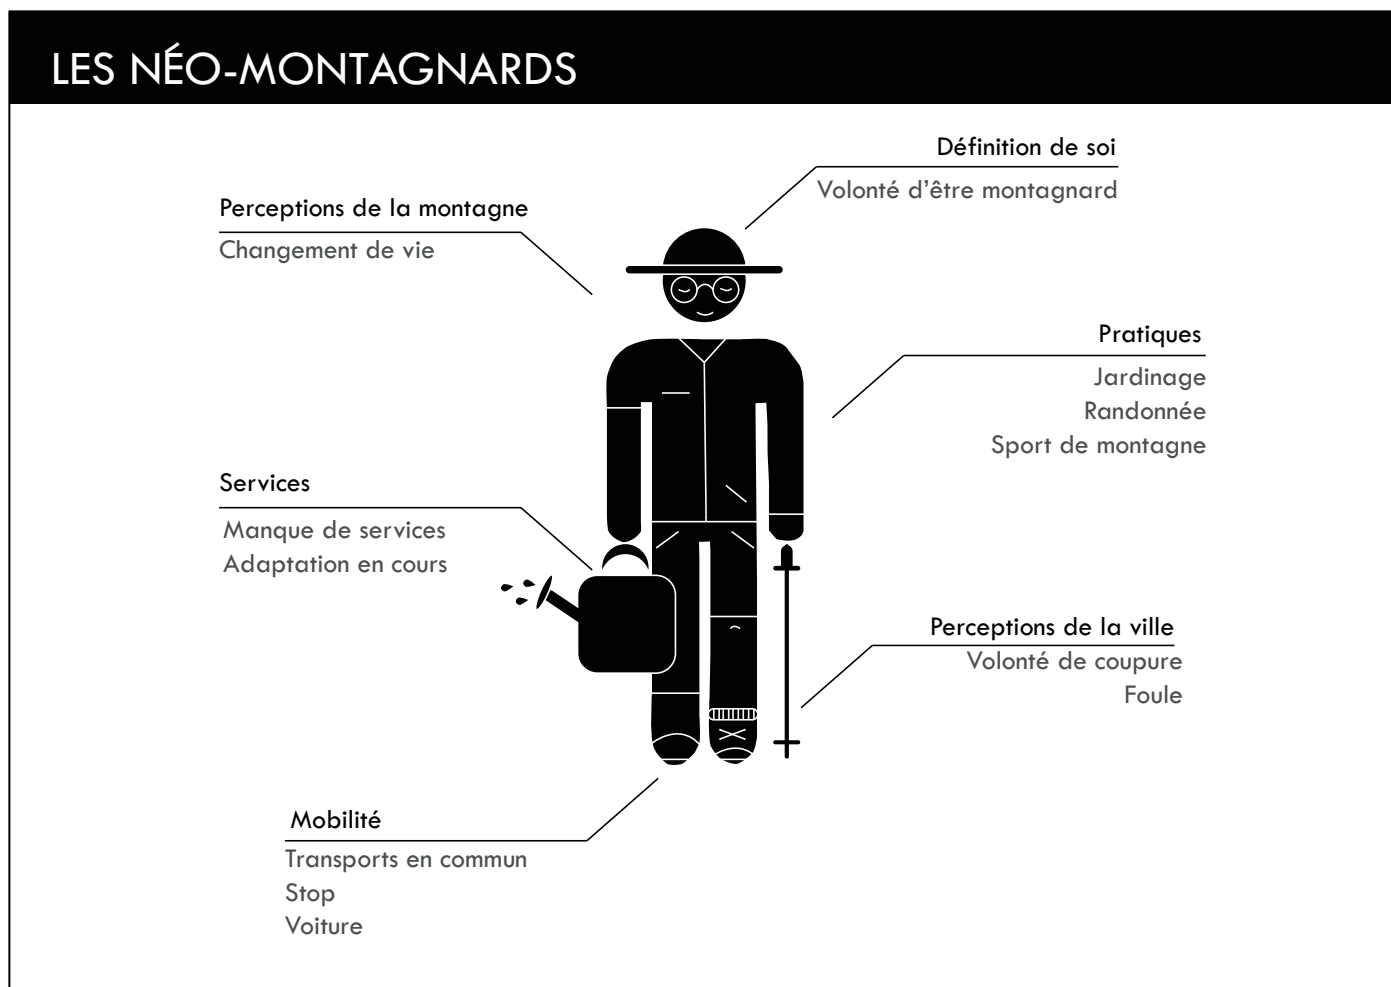 LES NÉO-MONTAGNARDS
Définition de soi
Volonté d’être montagnard
Perceptions de la montagne
Changement de vie
Pratiques
Jardinage
Randonnée
Sport de montagne
Services
Manque de services
Adaptation en cours
Perceptions de la ville
Volonté de coupure
Foule
Mobilité
Transports en commun
Stop
Voiture